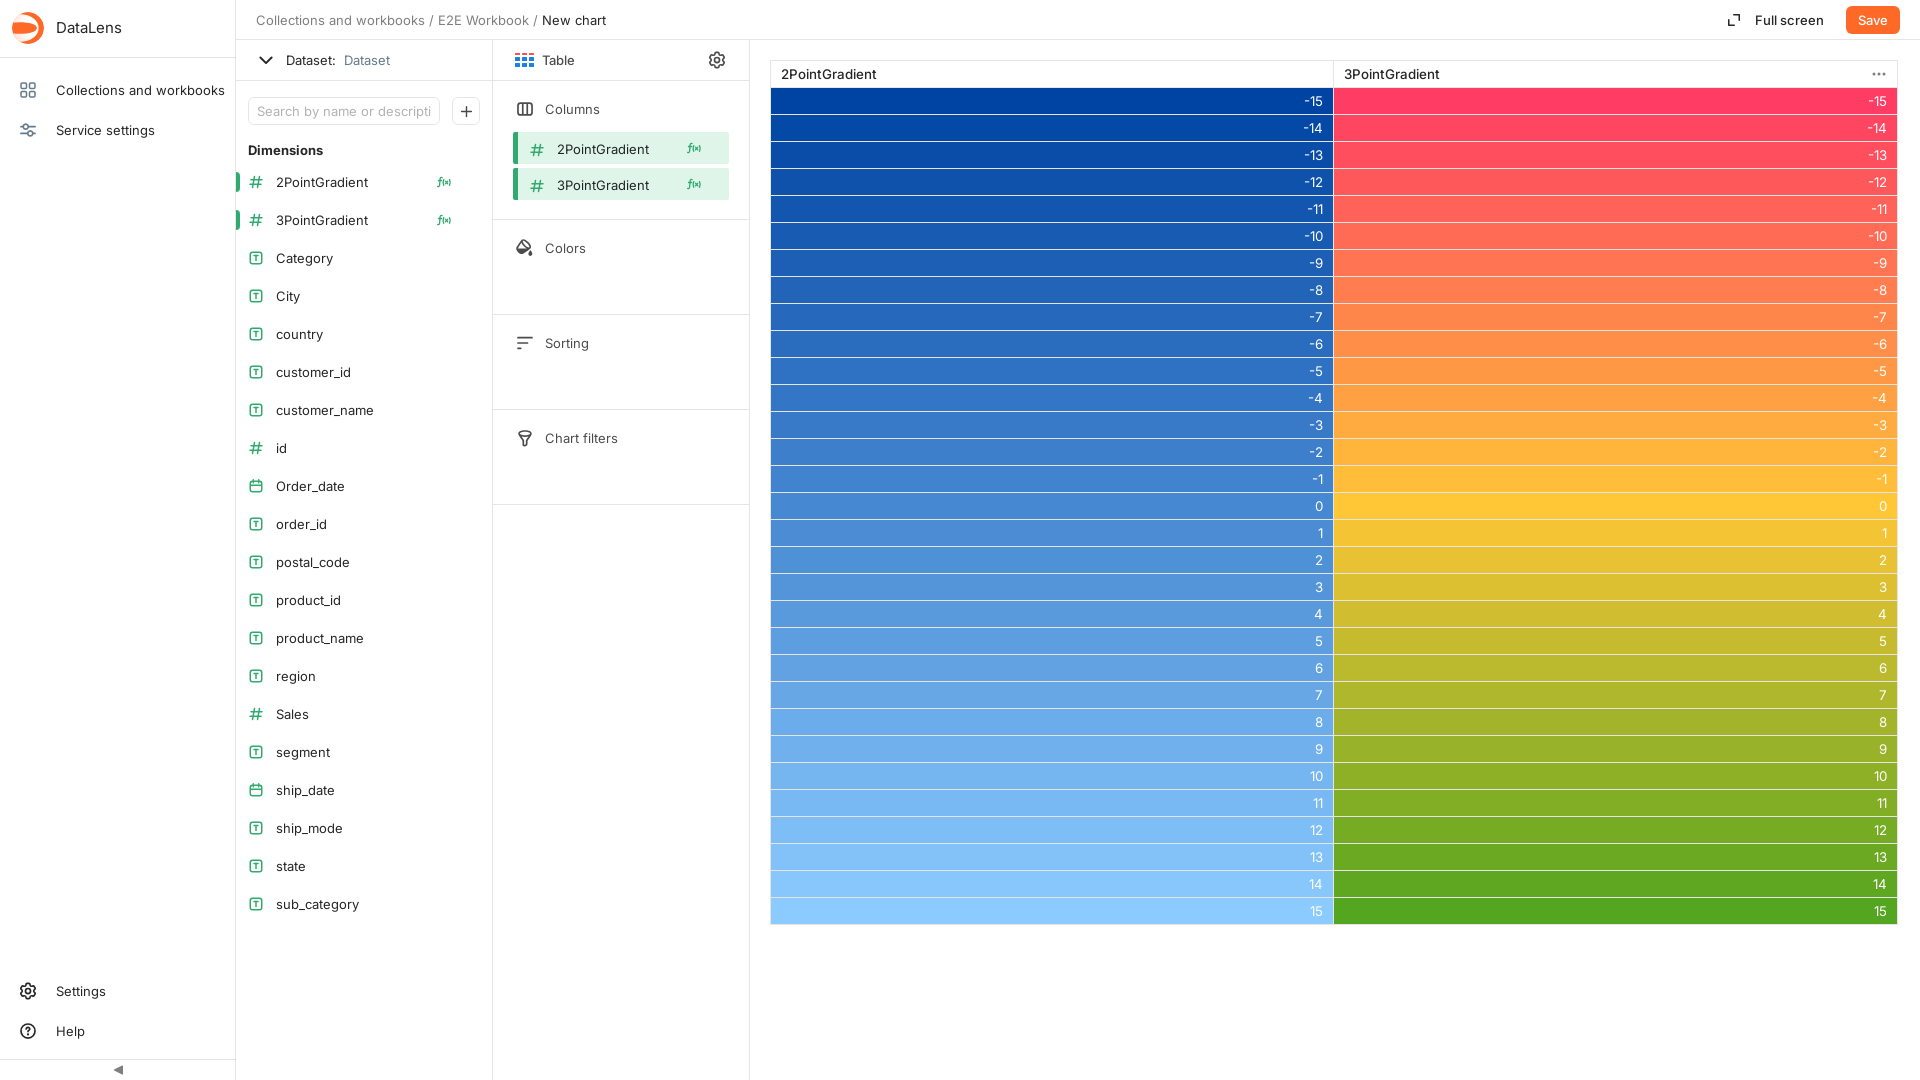 DataLens
Collections and workbooks
Service settings
Settings
Help
Collections and workbooks / E2E Workbook / New chart
Full screen
Save
Dataset: Dataset
Search by name or descripti
Dimensions
2PointGradient
3PointGradient
Category
City
country
customer_id
customer_name
id
Order_date
order_id
postal_code
product_id
product_name
region
Sales
segment
ship_date
ship_mode
state
sub_category
Table
Columns
2PointGradient
3PointGradient
Colors
Sorting
Chart filters
2PointGradient 3PointGradient
-15 -15
-14 -14
-13 -13
-12 -12
-11 -11
-10 -10
-9 -9
-8 -8
-7 -7
-6 -6
-5 -5
-4 -4
-3 -3
-2 -2
-1 -1
0 0
1 1
2 2
3 3
4 4
5 5
6 6
7 7
8 8
9 9
10 10
11 11
12 12
13 13
14 14
15 15